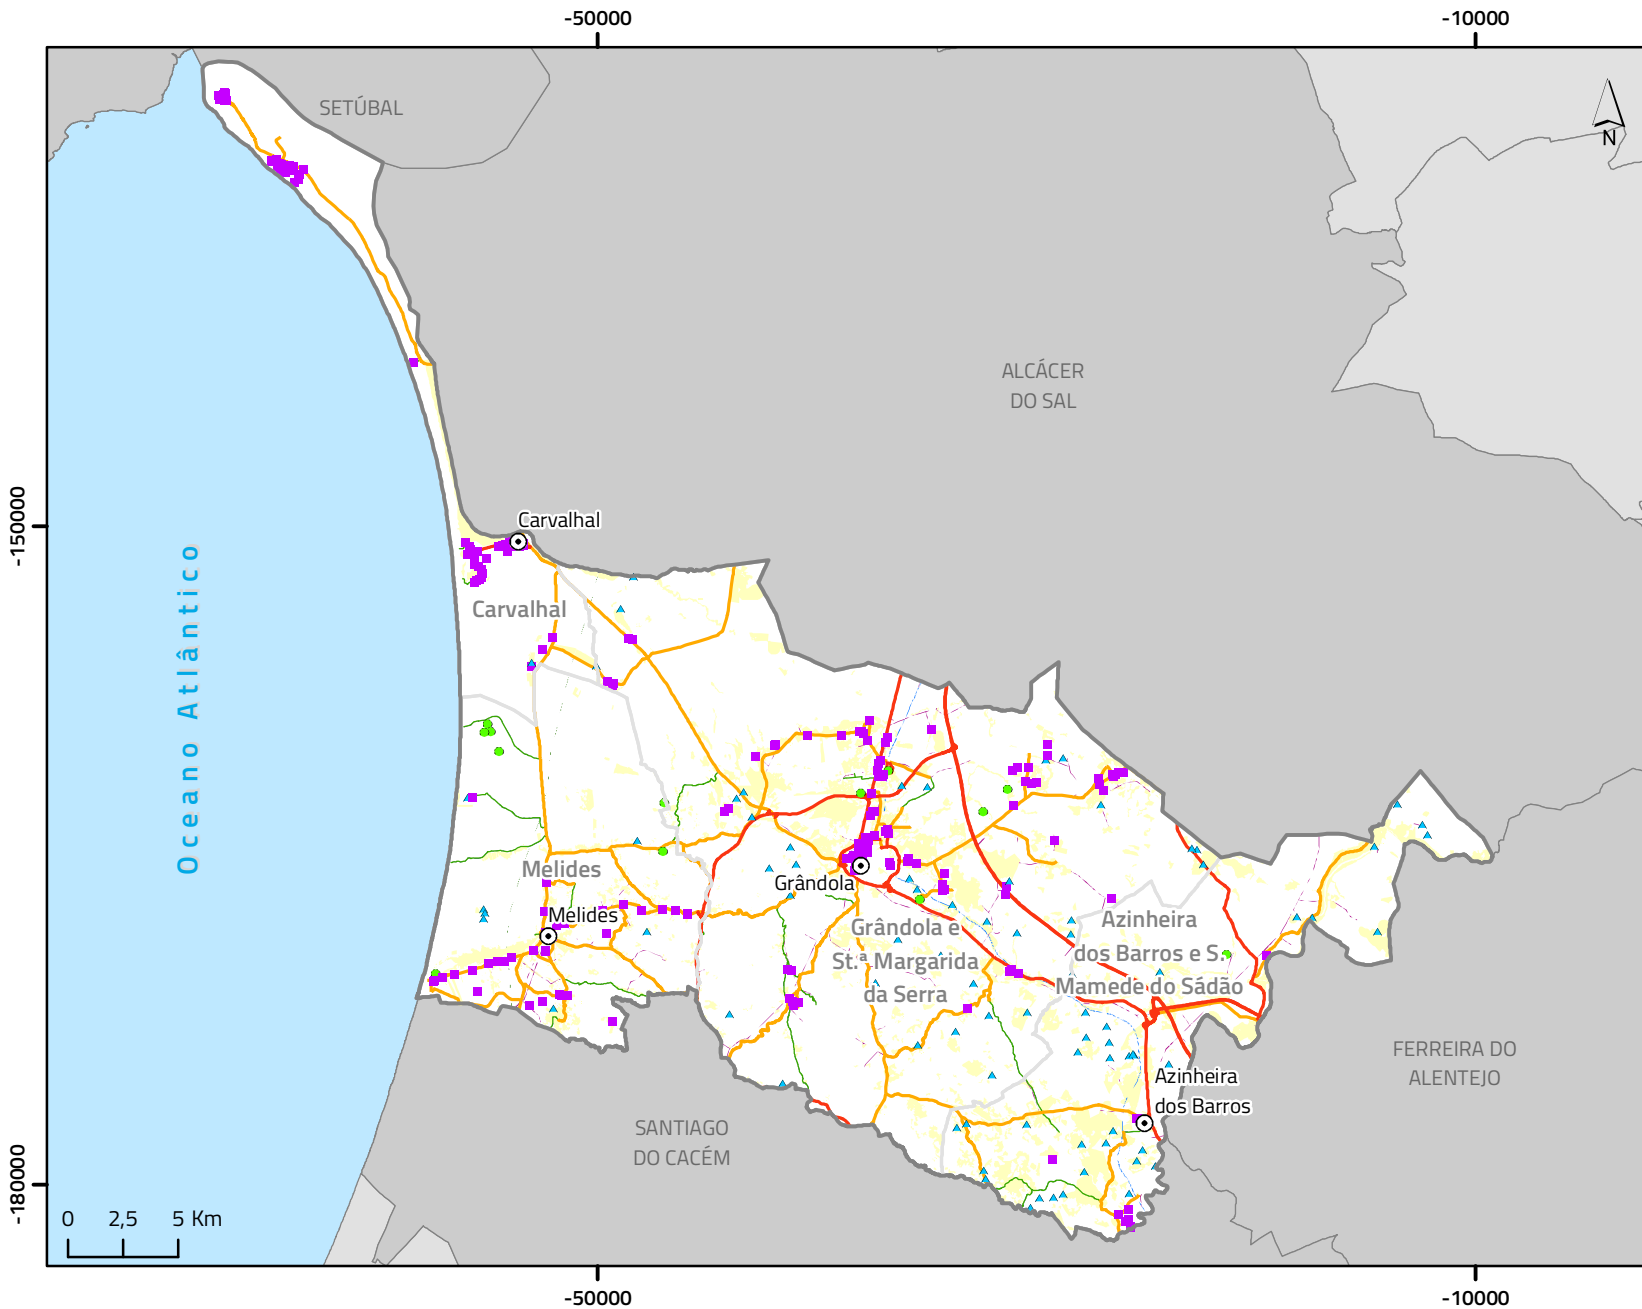 -50000
-10000
SETÚBAL
N
ALCÁCER
DO SAL
-150000
Carvalhal
Oceano Atlântico
Carvalhal
Melides
Grândola
Melides
Grândola e
St.ª Margarida
da Serra
Azinheira
dos Barros e S.
Mamede do Sádão
FERREIRA DO
ALENTEJO
Azinheira
dos Barros
SANTIAGO
DO CACÉM
-180000
0 2,5 5 Km
-50000
-10000